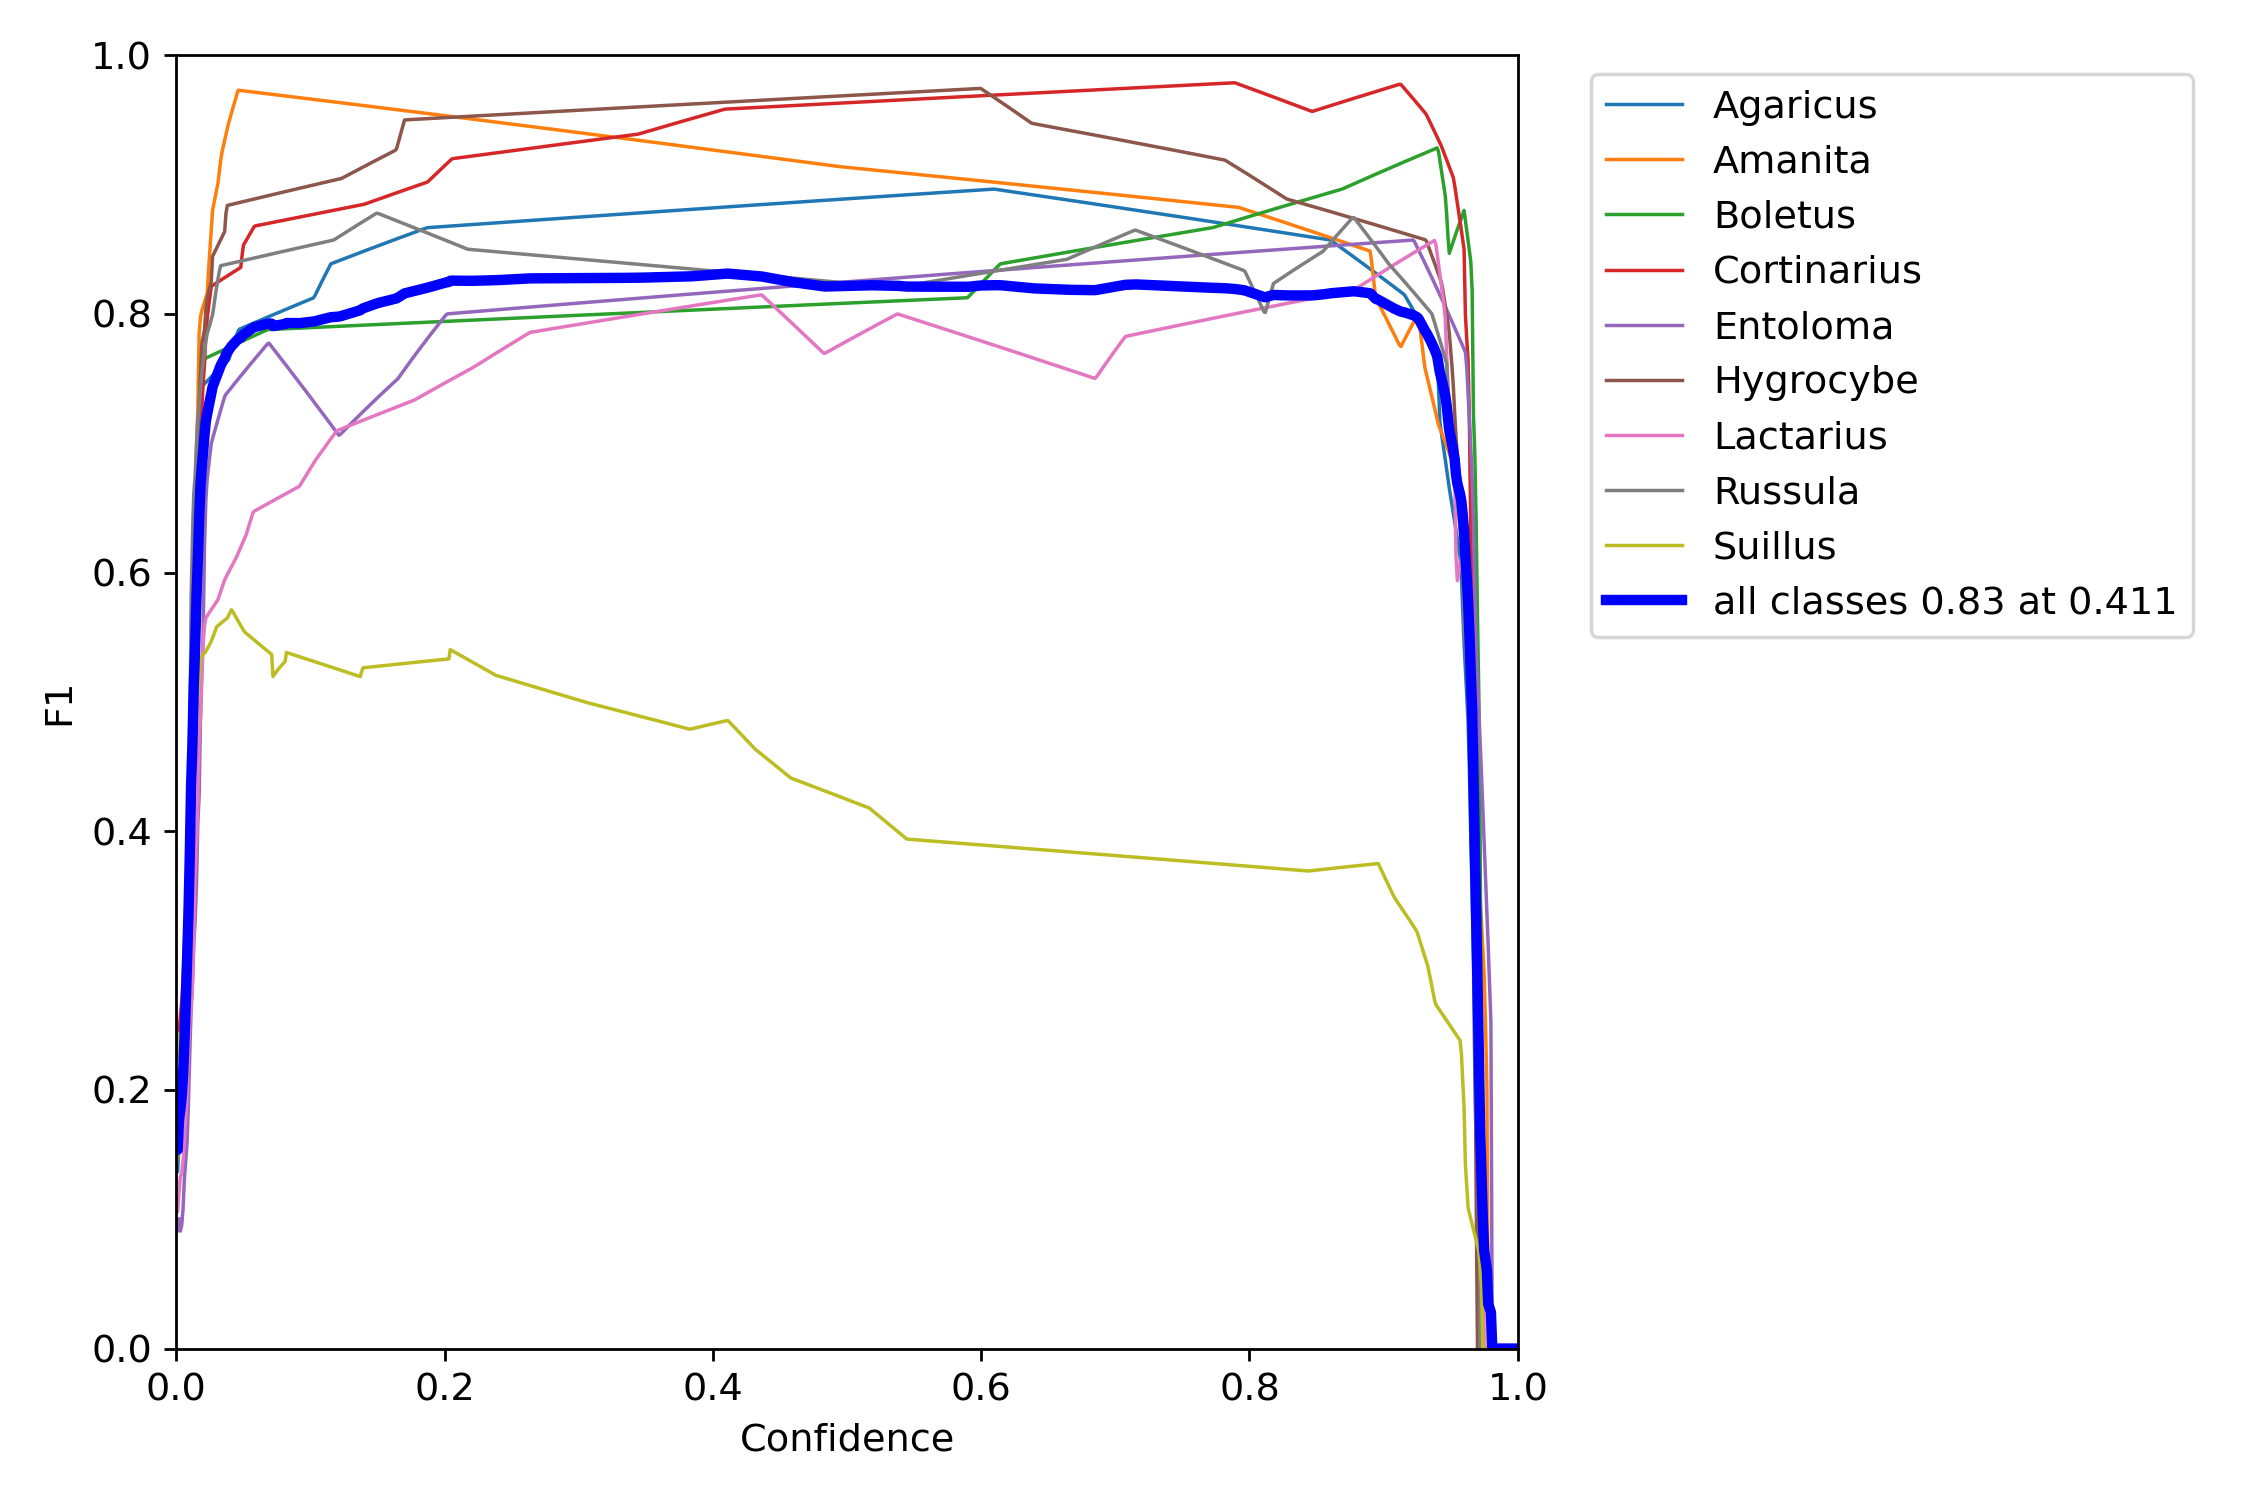 1.0
0.8
0.6
0.4
0.2
0.0
F1
0.0 0.2 0.4 0.6 0.8 1.0
Confidence
Agaricus
Amanita
Boletus
Cortinarius
Entoloma
Hygrocybe
Lactarius
Russula
Suillus
all classes 0.83 at 0.411